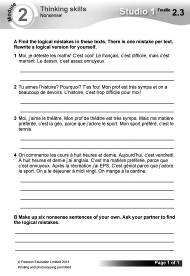 Module
2
Thinking skills
Nonsense!
Studio 1 Feuille 2.3
A Find the logical mistakes in these texts. There is one mistake per text.
Rewrite a logical version for yourself.
1 Moi, je déteste les maths! C'est cool! Le français, c'est difficile, mais c'est
marrant. Le dessin, c'est assez ennuyeux.
2 Tu aimes l'histoire? Pourquoi? T'es fou! Mon prof est très sympa et on a
beaucoup de devoirs. L'histoire, c'est trop difficile pour moi!
3 Moi, j'aime le théâtre. Mon prof de théâtre est très sympa. Mais ma matière
préférée, c'est la géo, parce que j'adore le sport. Mon sport préféré, c'est le
tennis.
4 On commence les cours à huit heures et demie. Aujourd'hui, c'est vendredi.
À huit heures et demie j'ai anglais. C'est ma matière préférée, parce que
c'est ennuyeux. Après la récréation j'ai EPS. C'est génial parce que j'adore
le sport. On a le déjeuner à midi vingt. On mange à la cantine.
B Make up six nonsense sentences of your own. Ask your partner to find
the logical mistakes.
© Pearson Education Limited 2013
Printing and photocopying permitted
Page 1 of 1